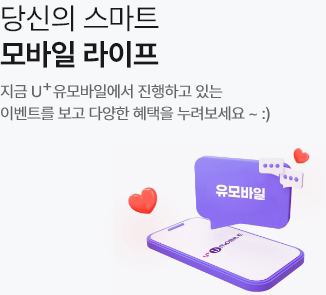 당신의 스마트
모바일 라이프
지금 U+유모바일에서 진행하고 있는
이벤트를 보고 다양한 혜택을 누려보세요 ~ :)
유모바일
U+ MOBILE